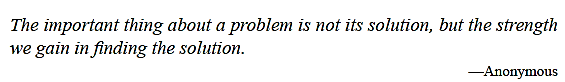 The important thing about a problem is not its solution, but the strength
we gain in finding the solution.
—Anonymous